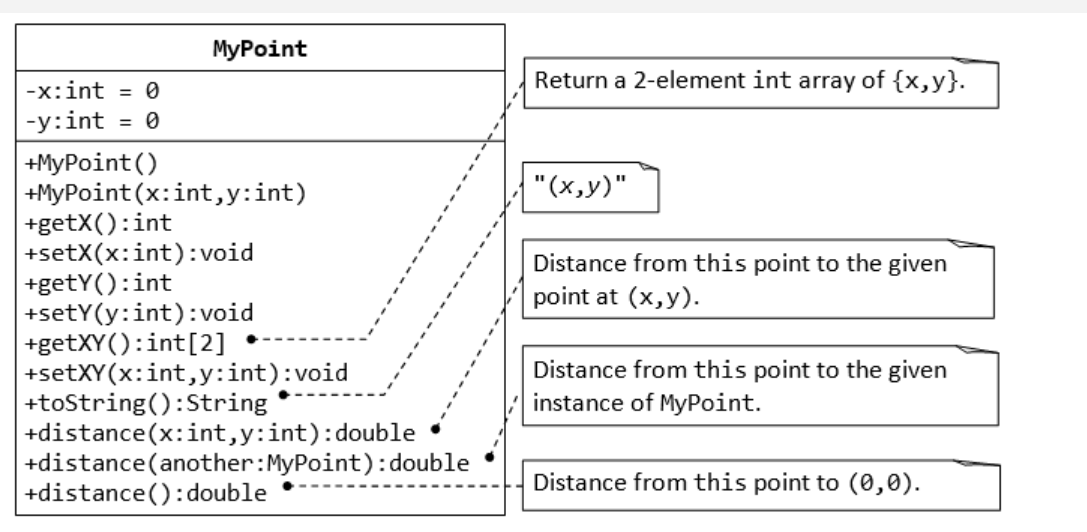 MyPoint
-x:int = 0
-y:int = 0
+MyPoint()
+MyPoint(x:int,y:int)
+getX():int
+setX(x:int):void
+getY():int
+setY(y:int):void
+getXY():int[2]
+setXY(x:int,y:int):void
+toString():String
+distance(x:int,y:int):double
+distance(another:MyPoint):double
+distance():double
Return a 2-element int array of {x,y}.
"(x,y)"
Distance from this point to the given
point at (x,y).
Distance from this point to the given
instance of MyPoint.
Distance from this point to (0,0).